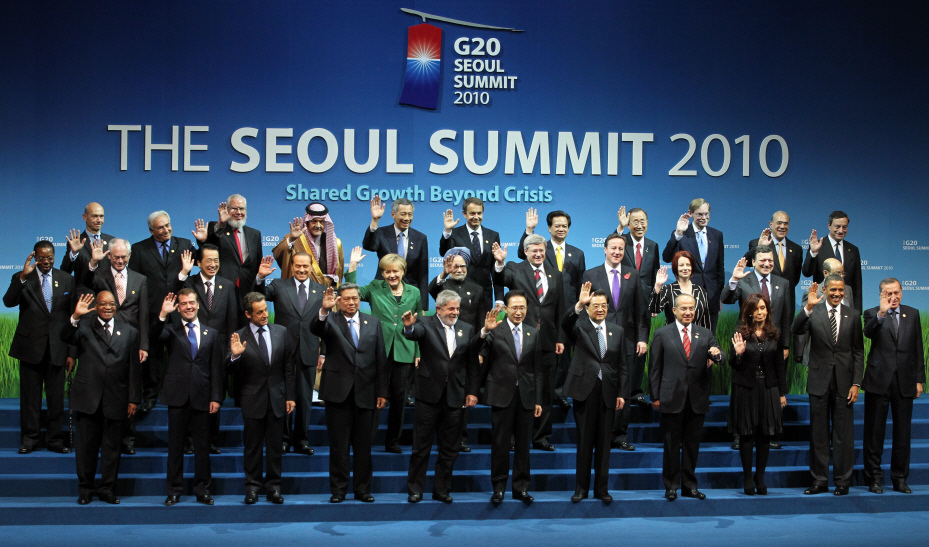 G20
SEOUL
SUMMIT
2010
THE SEOUL SUMMIT 2010
Shared Growth Beyond Crisis